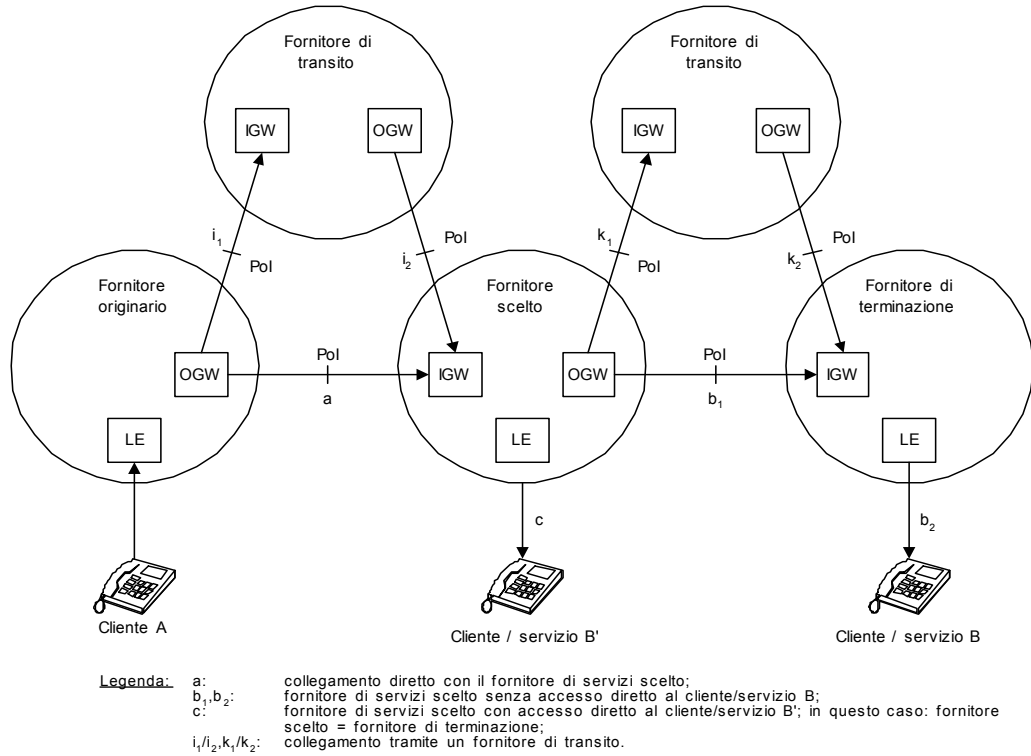 Fornitore di
transito
Fornitore di
transito
IGW
OGW
IGW
OGW
i1
PoI
PoI
i2
k1
PoI
PoI
k2
Fornitore
originario
Fornitore
scelto
Fornitore di
terminazione
OGW
PoI
a
IGW
OGW
PoI
b1
IGW
LE
LE
LE
c
b2
Cliente A
Cliente / servizio B'
Cliente / servizio B
Legenda: a: collegamento diretto con il fornitore di servizi scelto;
b1,b2: fornitore di servizi scelto senza accesso diretto al cliente/servizio B;
c: fornitore di servizi scelto con accesso diretto al cliente/servizio B'; in questo caso: fornitore
scelto = fornitore di terminazione;
i1/i2,k1/k2: collegamento tramite un fornitore di transito.